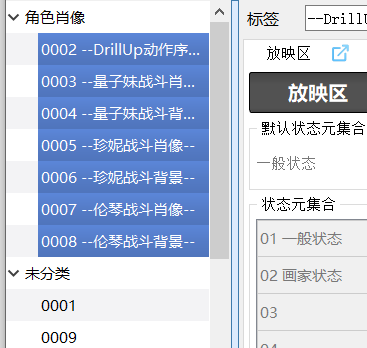 角色肖像
0002 --DrillUp动作序...
0003 --量子妹战斗肖...
0004 --量子妹战斗背...
0005 --珍妮战斗肖像--
0006 --珍妮战斗背景--
0007 --伦琴战斗肖像--
0008 --伦琴战斗背景--
未分类
0001
0009
标签
--DrillU
放映区
放映区
默认状态元集合
一般状态
状态元集合
01 一般状态
02 画家状态
03
04